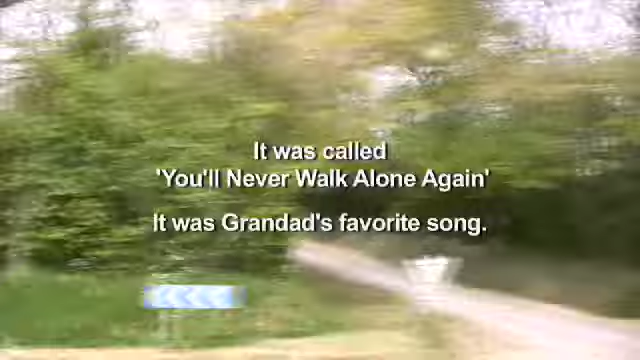 It was called
'You'll Never Walk Alone Again'
It was Grandad's favorite song.